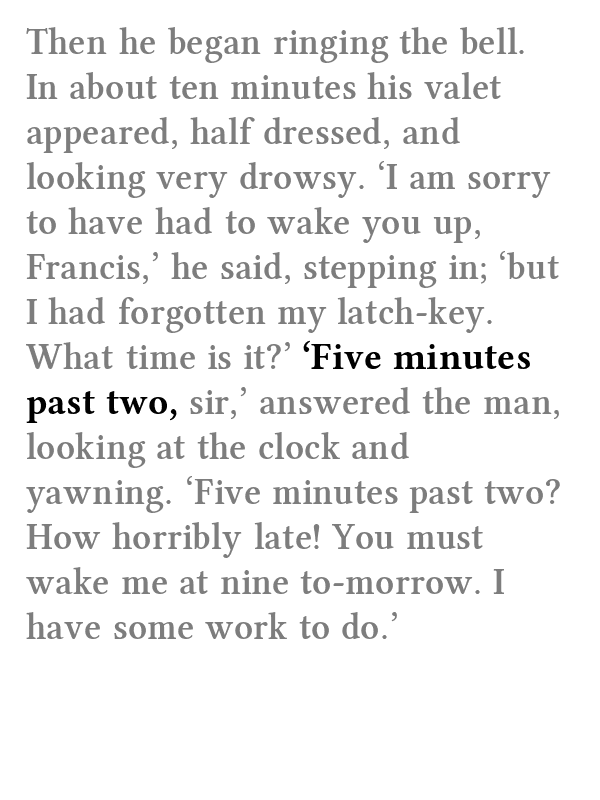 Then he began ringing the bell.
In about ten minutes his valet
appeared, half dressed, and
looking very drowsy. ‘I am sorry
to have had to wake you up,
Francis,’ he said, stepping in; ‘but
I had forgotten my latch-key.
What time is it?’ ‘Five minutes
past two, sir,’ answered the man,
looking at the clock and
yawning. ‘Five minutes past two?
How horribly late! You must
wake me at nine to-morrow. I
have some work to do.’